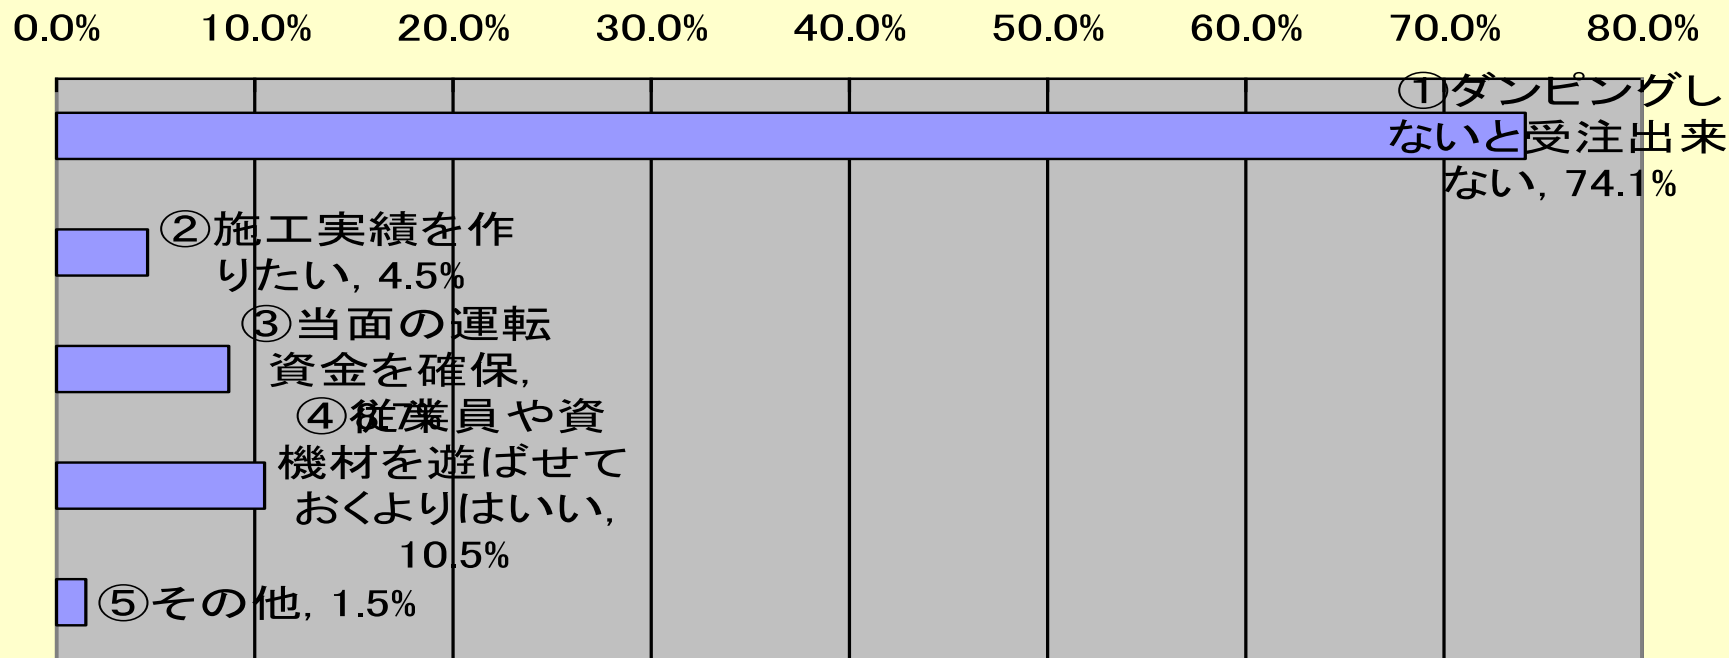 0.0% 10.0% 20.0% 30.0% 40.0% 50.0% 60.0% 70.0% 80.0%
①ダンピングし
ないと受注出来
ない, 74.1%
②施工実績を作
りたい, 4.5%
③当面の運転
資金を確保,
8.7%
④従業員や資
機材を遊ばせて
おくよりはいい,
10.5%
⑤その他, 1.5%